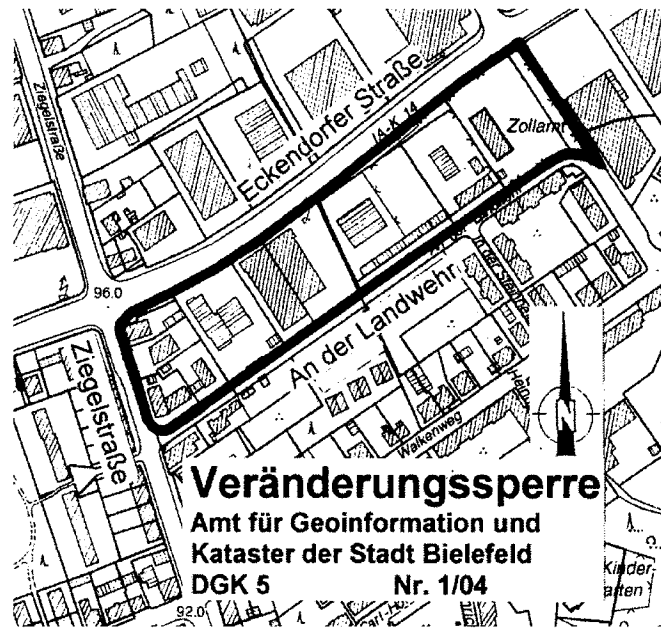 Ziegelstraße
Eckendorfer Straße
IA-K 14
Zollamt
96.0
An der Landwehr
Ziegelstraße
Walkenweg
N
Veränderungssperre
Amt für Geoinformation und
Kataster der Stadt Bielefeld
DGK 5 Nr. 1/04
Kinder-
92.0